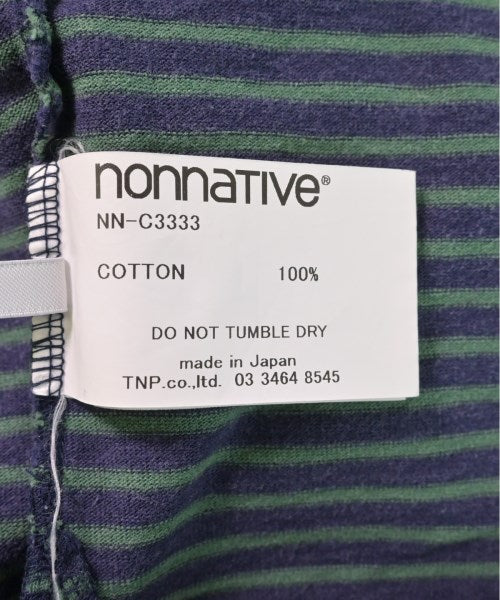 nonnative®
NN-C3333
COTTON 100%
DO NOT TUMBLE DRY
made in Japan
TNP.co.,ltd. 03 3464 8545